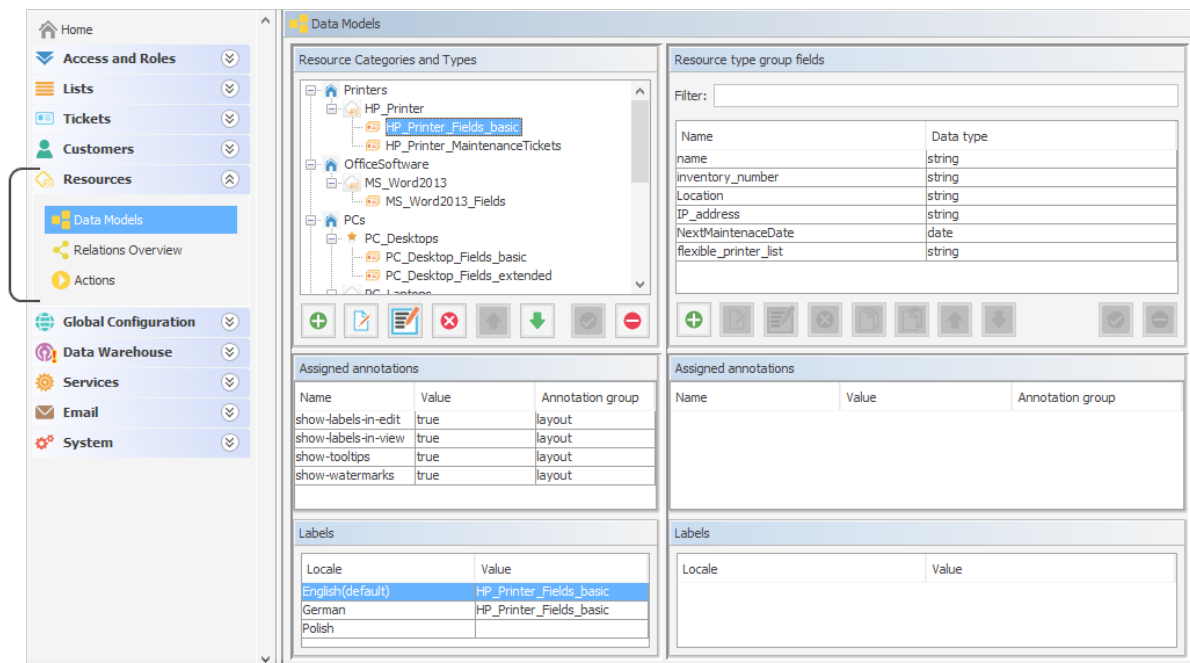 Home
Access and Roles
Lists
Tickets
Customers
Resources
Data Models
Relations Overview
Actions
Global Configuration
Data Warehouse
Services
Email
System
Data Models
Resource Categories and Types
Printers
HP_Printer
HP_Printer_Fields_basic
HP_Printer_MaintenanceTickets
OfficeSoftware
MS_Word2013
MS_Word2013_Fields
PCs
PC_Desktops
PC_Desktop_Fields_basic
PC_Desktop_Fields_extended
PC_Laptops
Resource type group fields
Filter:
Name Data type
name string
inventory_number string
Location string
IP_address string
NextMaintenaceDate date
flexible_printer_list string
Assigned annotations
Name Value Annotation group
show-labels-in-edit true layout
show-labels-in-view true layout
show-tooltips true layout
show-watermarks true layout
Assigned annotations
Name Value Annotation group
Labels
Locale Value
English(default) HP_Printer_Fields_basic
German HP_Printer_Fields_basic
Polish
Labels
Locale Value